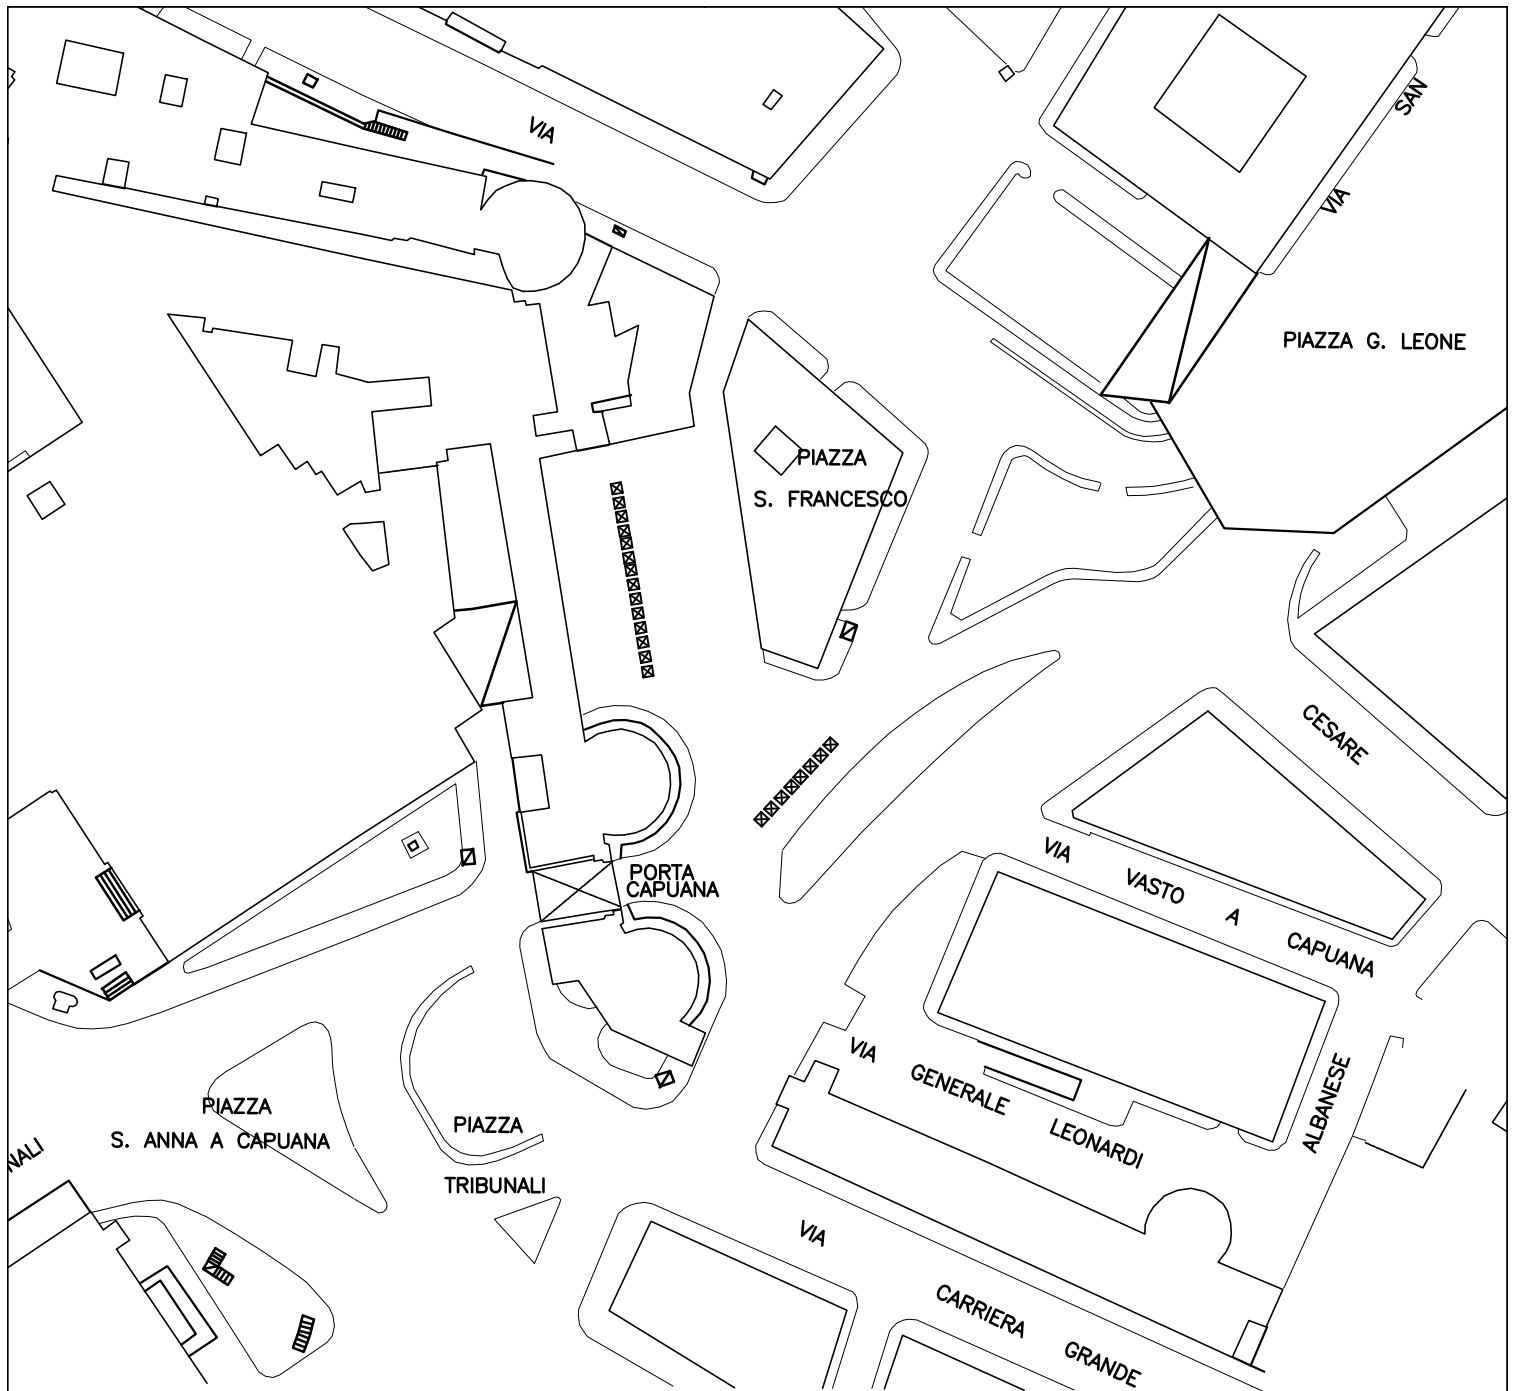 VIA
SAN
VIA
PIAZZA G. LEONE
PIAZZA
S. FRANCESCO
CESARE
VIA VASTO A CAPUANA
PORTA
CAPUANA
VIA GENERALE LEONARDI
ALBANESE
PIAZZA
S. ANNA A CAPUANA
PIAZZA
TRIBUNALI
NALI
VIA CARRIERA GRANDE